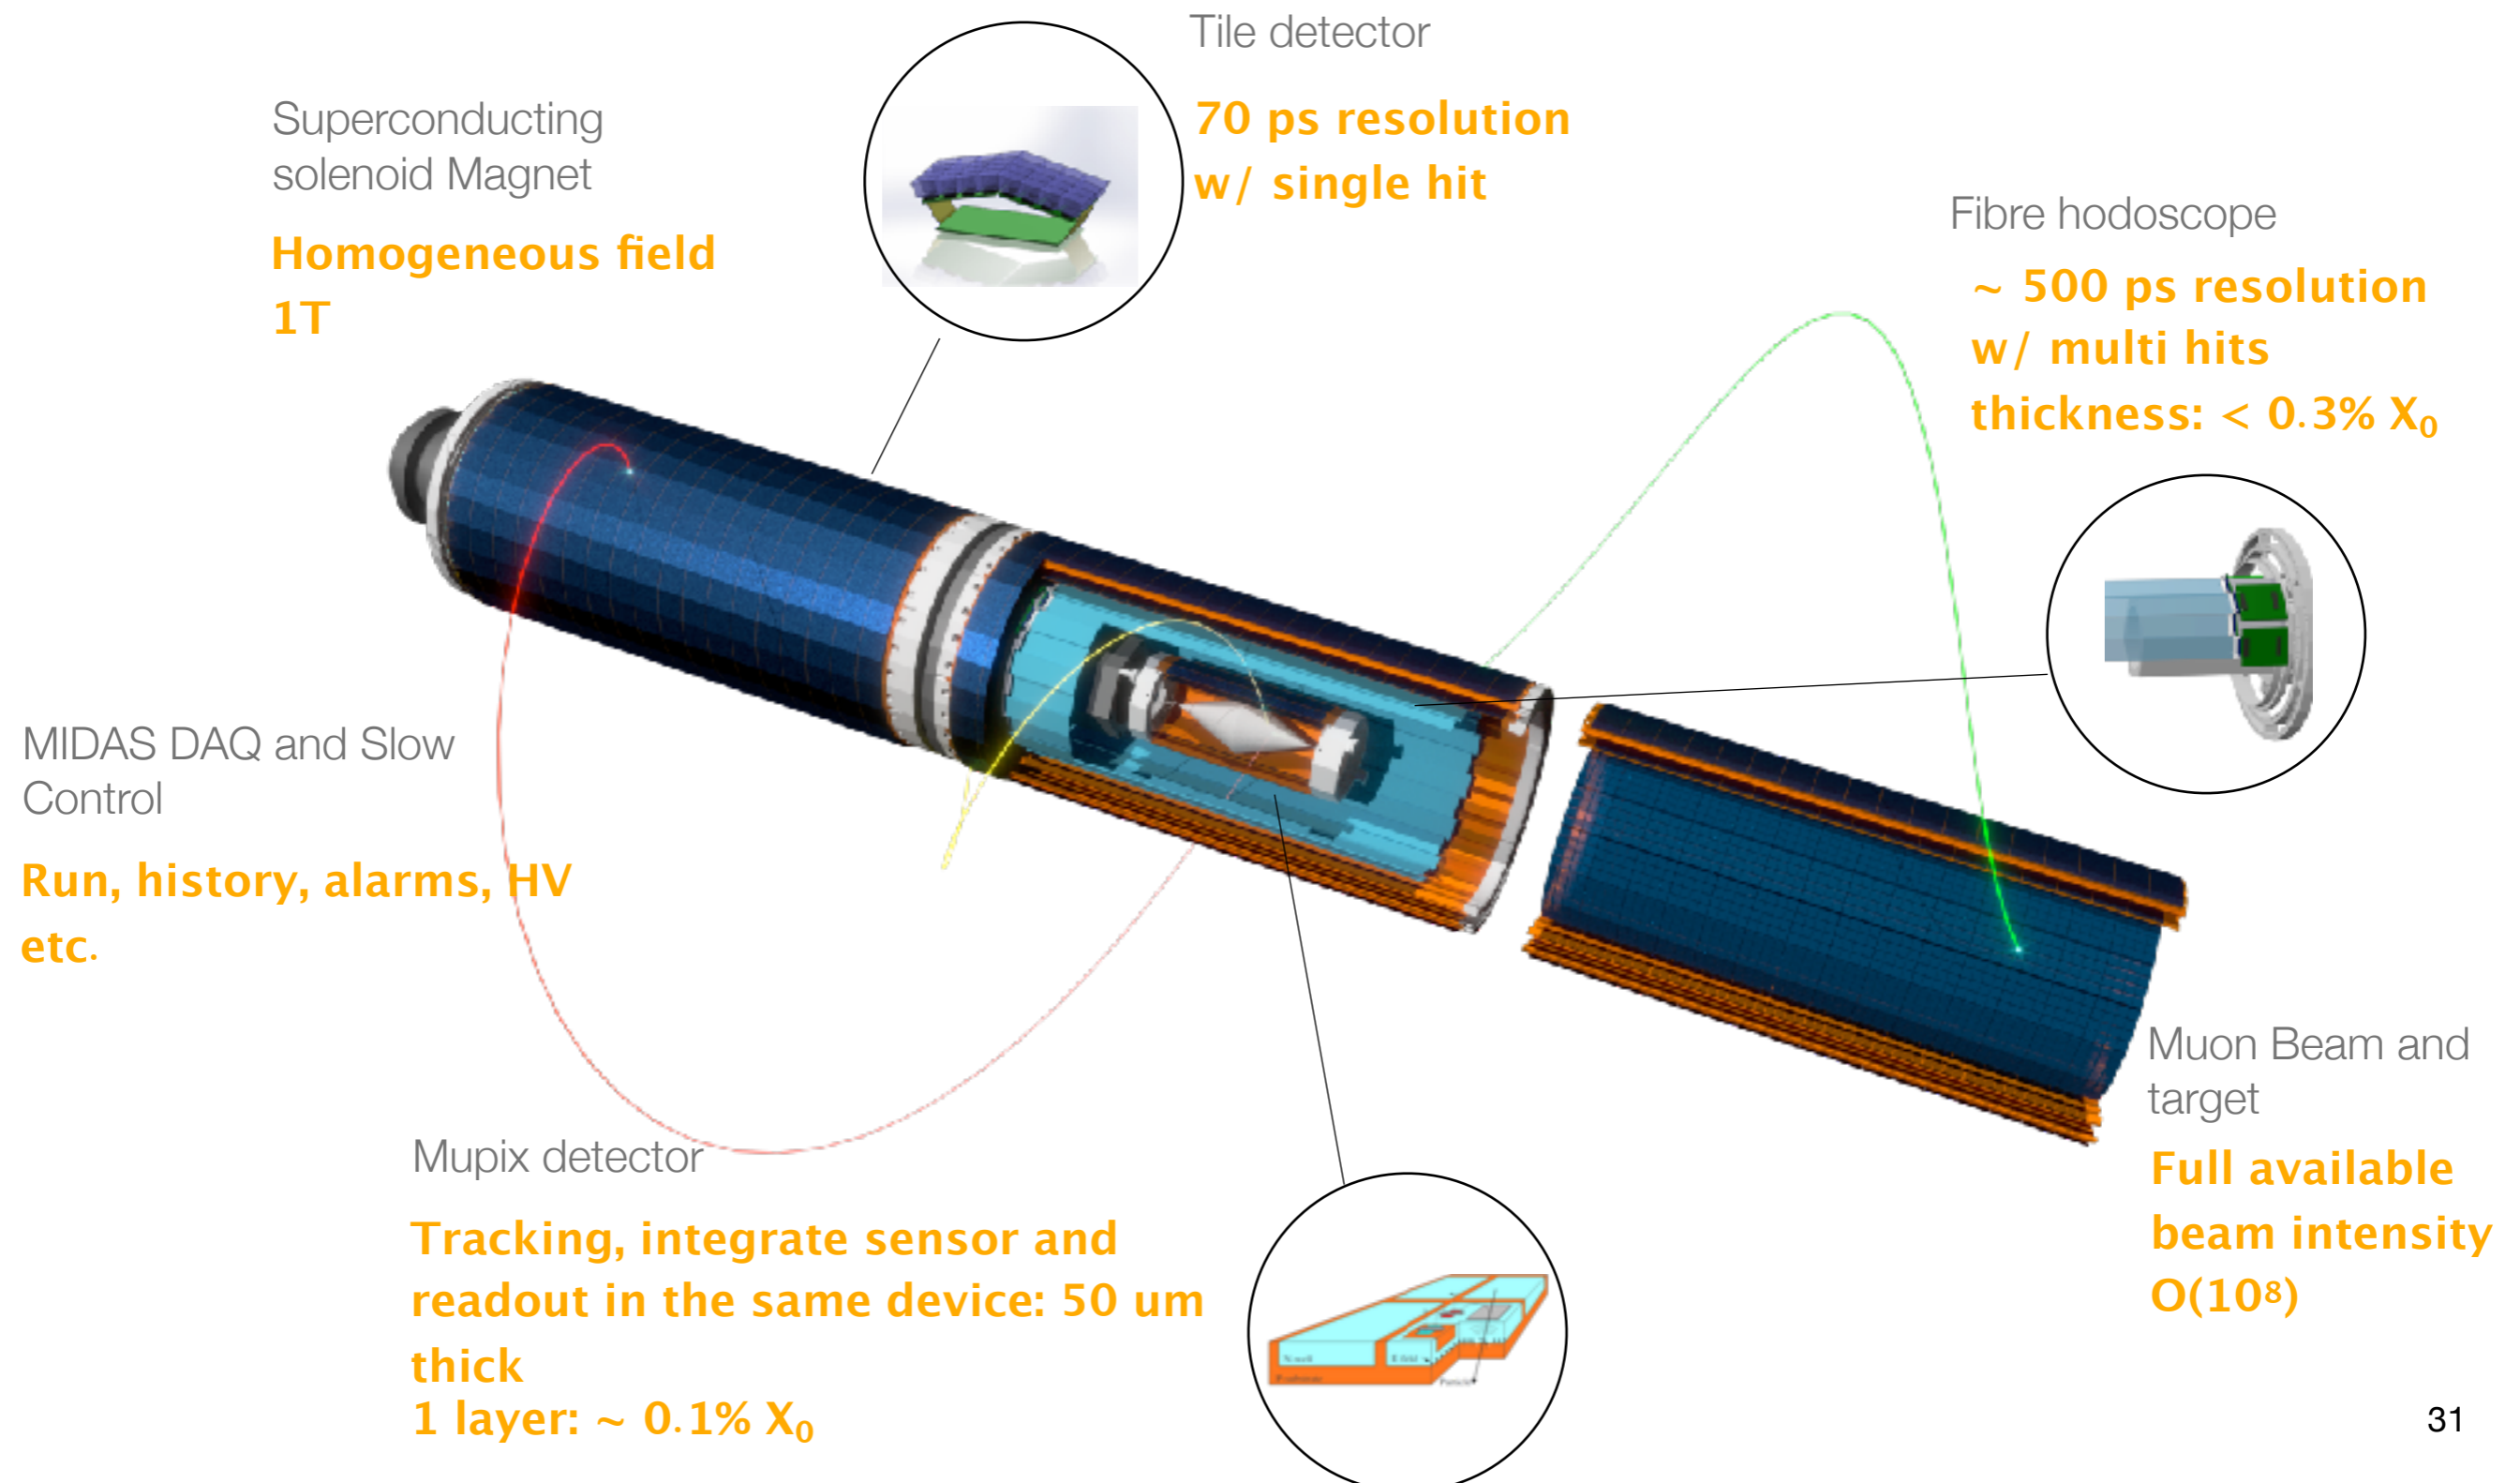 Tile detector
70 ps resolution
w/ single hit
Superconducting
solenoid Magnet
Homogeneous field
1T
Fibre hodoscope
~ 500 ps resolution
w/ multi hits
thickness: < 0.3% X₀
MIDAS DAQ and Slow
Control
Run, history, alarms, HV
etc.
Mupix detector
Tracking, integrate sensor and
readout in the same device: 50 um
thick
1 layer: ~ 0.1% X₀
Muon Beam and
target
Full available
beam intensity
O(10⁸)
31